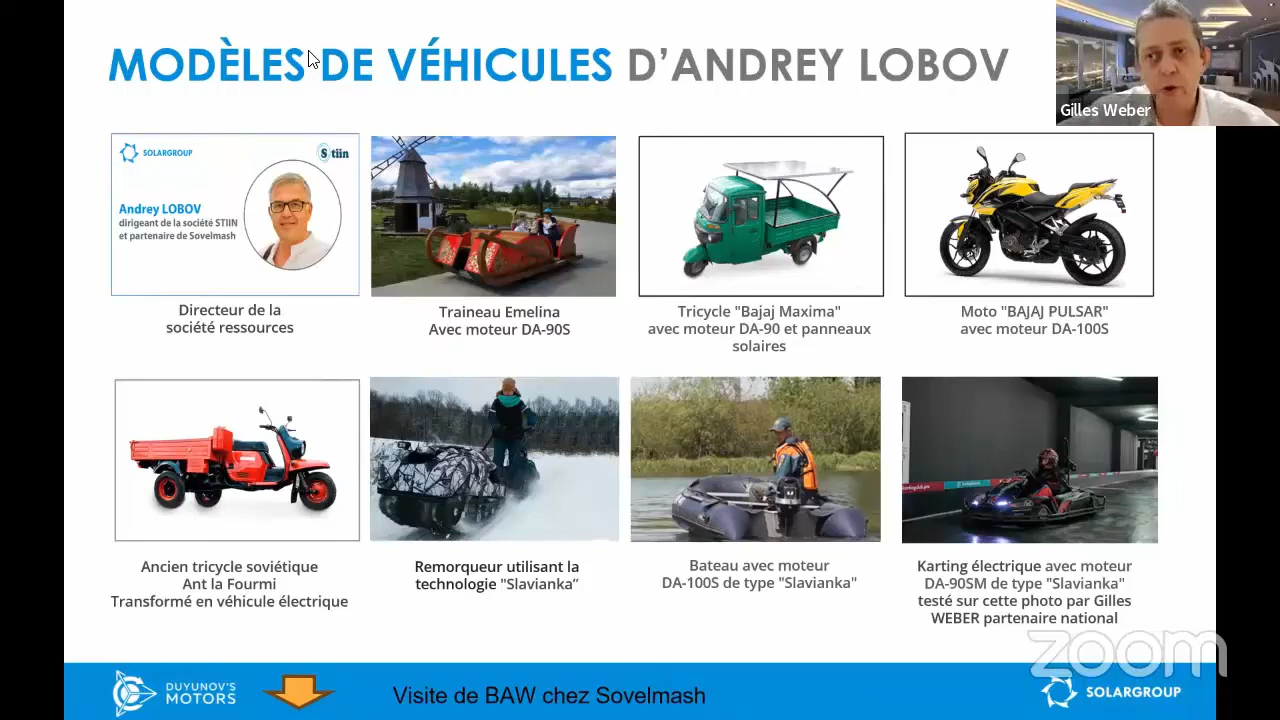 MODÈLES DE VÉHICULES D’ANDREY LOBOV
Gilles Weber
SOLARGROUP
Stiin
Andrey LOBOV
dirigeant de la société STIIN
et partenaire de Sovelmash
Directeur de la
société ressources
Traineau Emelina
Avec moteur DA-90S
Tricycle "Bajaj Maxima"
avec moteur DA-90 et panneaux
solaires
Moto "BAJAJ PULSAR"
avec moteur DA-100S
Ancien tricycle soviétique
Ant la Fourmi
Transformé en véhicule électrique
Remorqueur utilisant la
technologie "Slavianka“
Bateau avec moteur
DA-100S de type "Slavianka"
Karting électrique avec moteur
DA-90SM de type "Slavianka"
testé sur cette photo par Gilles
WEBER partenaire national
zoom
DUYUNOV'S
MOTORS
Visite de BAW chez Sovelmash
SOLARGROUP